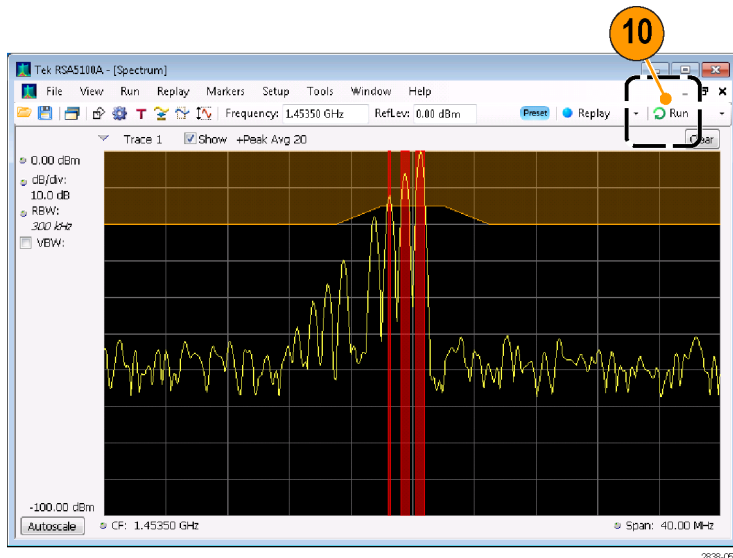 10
Tek RSA5100A - [Spectrum]
File View Run Replay Markers Setup Tools Window Help
Frequency: 1.45350 GHz RefLev: 0.00 dBm Preset Replay Run
Trace 1 Show +Peak Avg 20 Clear
0.00 dBm
dB/div:
10.0 dB
RBW:
300 kHz
VBW:
-100.00 dBm
Autoscale CF: 1.45350 GHz Span: 40.00 MHz